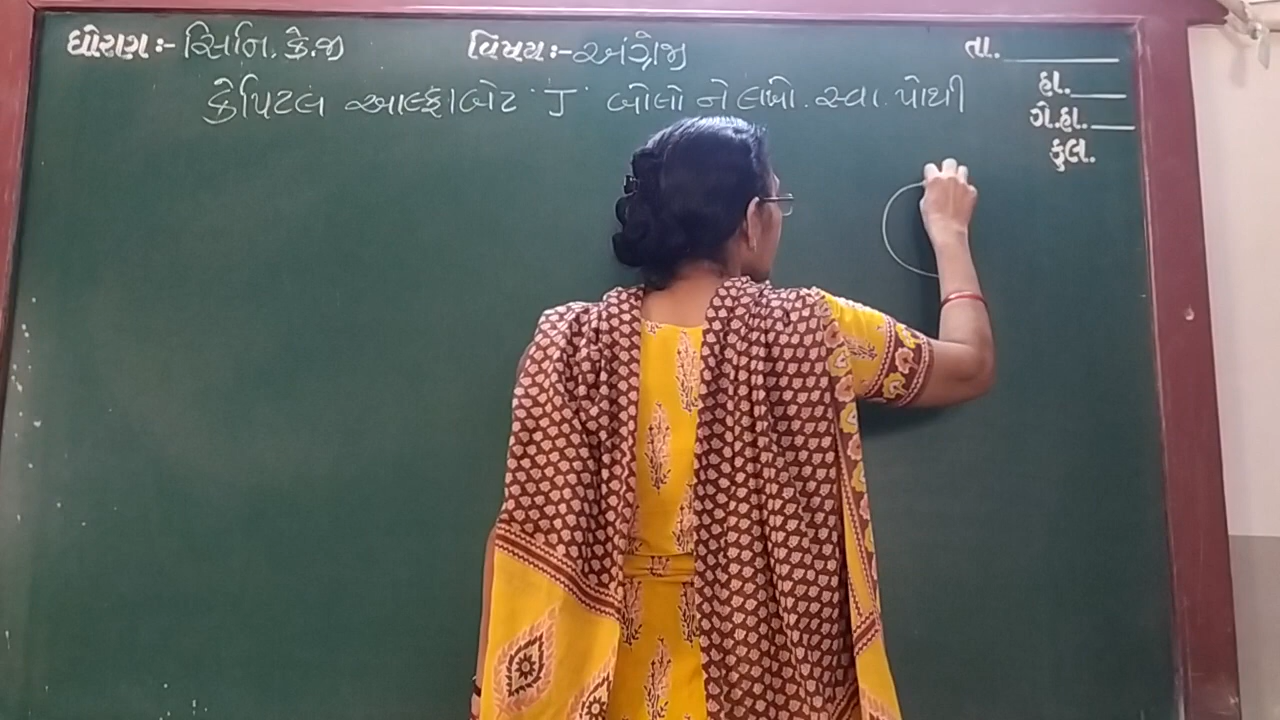 ધોરણ:- સિનિ. કે.જી વિષય:- અંગ્રેજી તા.
કેપિટલ આલ્ફાબેટ 'J' બોલો ને લખો. સ્વા. પોથી
હા.
ગે.હા.
કુલ.